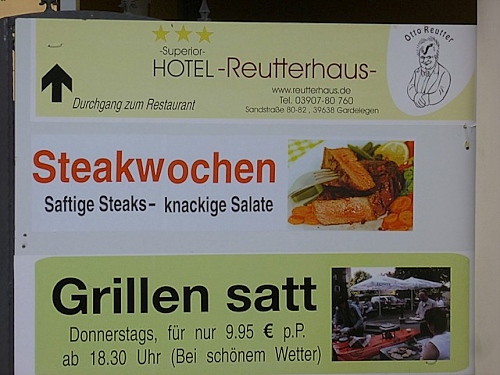 -Superior-
HOTEL -Reutterhaus-
www.reutterhaus.de
Tel. 03907-80 760
Sandstraße 80-82 , 39638 Gardelegen
Otto Reutter
Durchgang zum Restaurant
Steakwochen
Saftige Steaks- knackige Salate
Grillen satt
Donnerstags, für nur 9.95 € p.P.
ab 18.30 Uhr (Bei schönem Wetter)